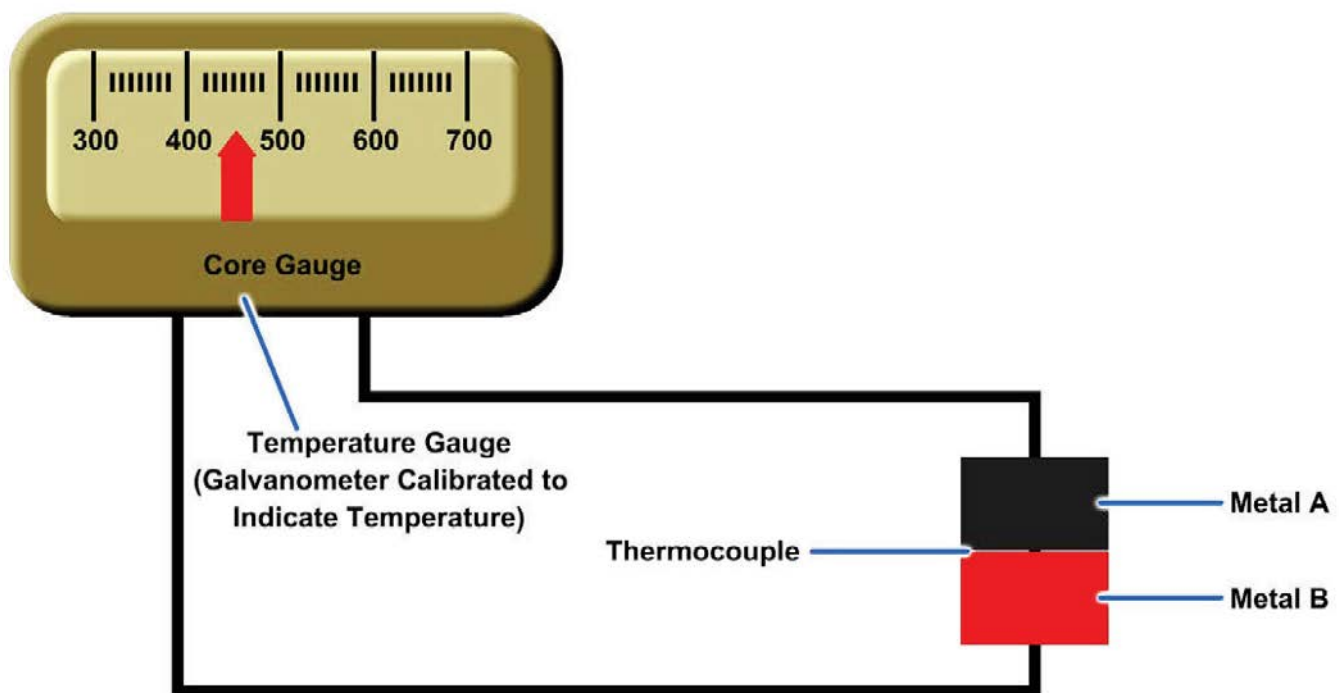 300 400 500 600 700
Core Gauge
Temperature Gauge
(Galvanometer Calibrated to
Indicate Temperature)
Metal A
Thermocouple
Metal B